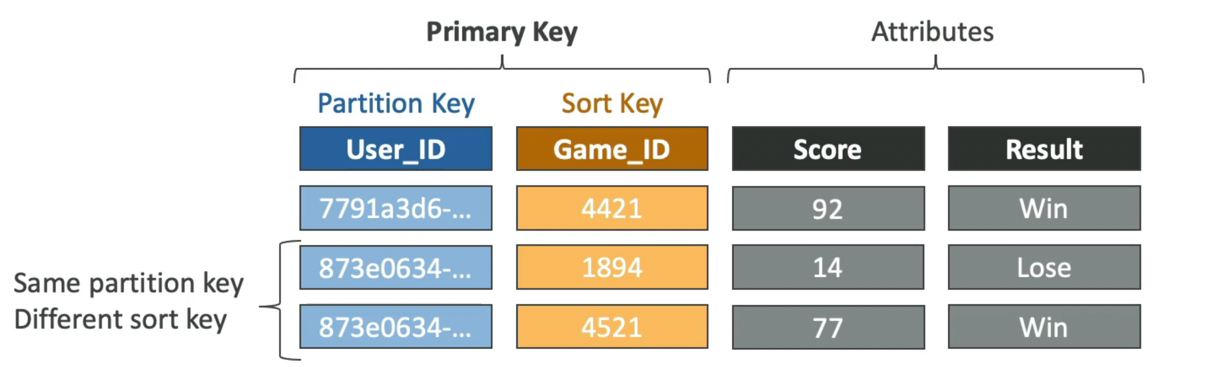 Primary Key Attributes
Partition Key Sort Key
User_ID Game_ID Score Result
7791a3d6-... 4421 92 Win
873e0634-... 1894 14 Lose
Same partition key
Different sort key
873e0634-... 4521 77 Win